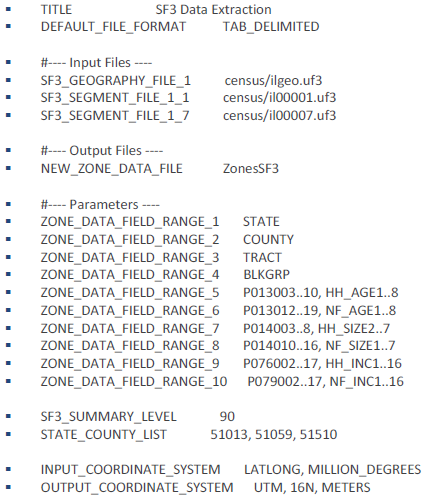 ▪ TITLE SF3 Data Extraction
▪ DEFAULT_FILE_FORMAT TAB_DELIMITED
▪ #---- Input Files ----
▪ SF3_GEOGRAPHY_FILE_1 census/ilgeo.uf3
▪ SF3_SEGMENT_FILE_1_1 census/il00001.uf3
▪ SF3_SEGMENT_FILE_1_7 census/il00007.uf3
▪ #---- Output Files ----
▪ NEW_ZONE_DATA_FILE ZonesSF3
▪ #---- Parameters ----
▪ ZONE_DATA_FIELD_RANGE_1 STATE
▪ ZONE_DATA_FIELD_RANGE_2 COUNTY
▪ ZONE_DATA_FIELD_RANGE_3 TRACT
▪ ZONE_DATA_FIELD_RANGE_4 BLKGRP
▪ ZONE_DATA_FIELD_RANGE_5 P013003..10, HH_AGE1..8
▪ ZONE_DATA_FIELD_RANGE_6 P013012..19, NF_AGE1..8
▪ ZONE_DATA_FIELD_RANGE_7 P014003..8, HH_SIZE2..7
▪ ZONE_DATA_FIELD_RANGE_8 P014010..16, NF_SIZE1..7
▪ ZONE_DATA_FIELD_RANGE_9 P076002..17, HH_INC1..16
▪ ZONE_DATA_FIELD_RANGE_10 P079002..17, NF_INC1..16
▪ SF3_SUMMARY_LEVEL 90
▪ STATE_COUNTY_LIST 51013, 51059, 51510
▪ INPUT_COORDINATE_SYSTEM LATLONG, MILLION_DEGREES
▪ OUTPUT_COORDINATE_SYSTEM UTM, 16N, METERS